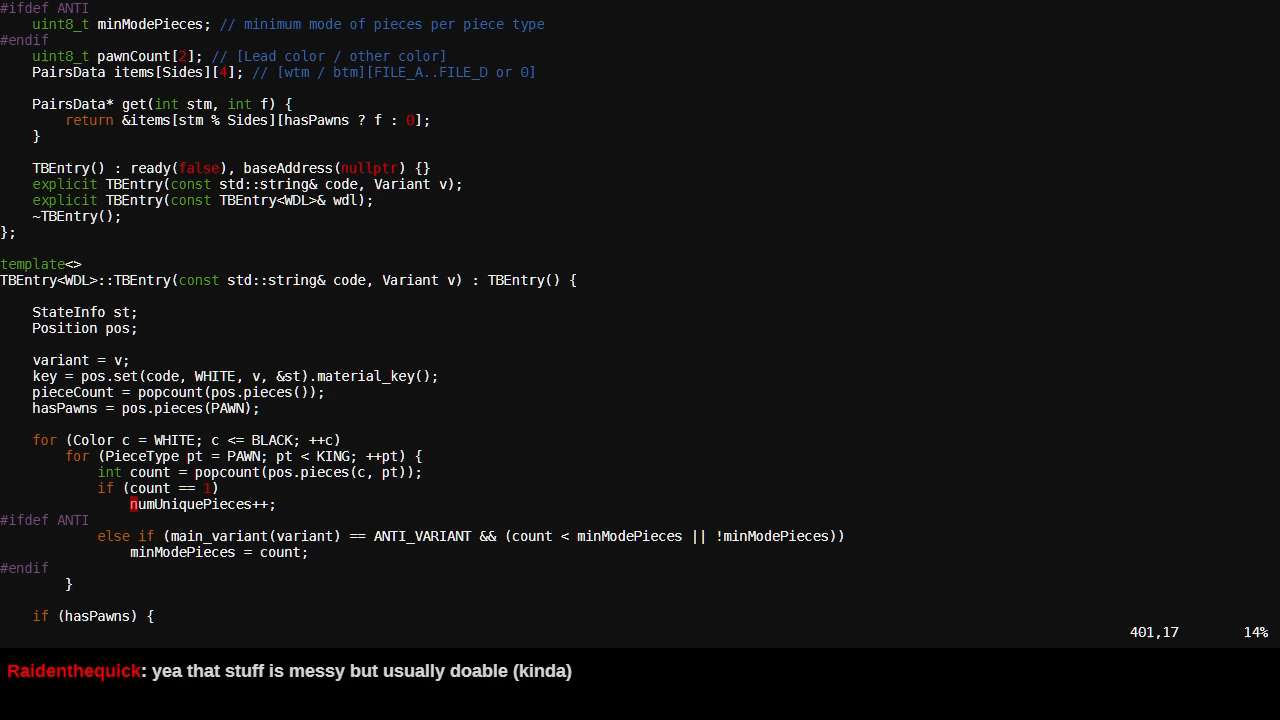 #ifdef ANTI
    uint8_t minModePieces; // minimum mode of pieces per piece type
#endif
    uint8_t pawnCount[2]; // [Lead color / other color]
    PairsData items[Sides][4]; // [wtm / btm][FILE_A..FILE_D or 0]

    PairsData* get(int stm, int f) {
        return &items[stm % Sides][hasPawns ? f : 0];
    }

    TBEntry() : ready(false), baseAddress(nullptr) {}
    explicit TBEntry(const std::string& code, Variant v);
    explicit TBEntry(const TBEntry<WDL>& wdl);
    ~TBEntry();
};

template<>
TBEntry<WDL>::TBEntry(const std::string& code, Variant v) : TBEntry() {

    StateInfo st;
    Position pos;

    variant = v;
    key = pos.set(code, WHITE, v, &st).material_key();
    pieceCount = popcount(pos.pieces());
    hasPawns = pos.pieces(PAWN);

    for (Color c = WHITE; c <= BLACK; ++c)
        for (PieceType pt = PAWN; pt < KING; ++pt) {
            int count = popcount(pos.pieces(c, pt));
            if (count == 1)
                numUniquePieces++;
#ifdef ANTI
            else if (main_variant(variant) == ANTI_VARIANT && (count < minModePieces || !minModePieces))
                minModePieces = count;
#endif
        }

    if (hasPawns) {
401,17 14%
Raidenthequick: yea that stuff is messy but usually doable (kinda)